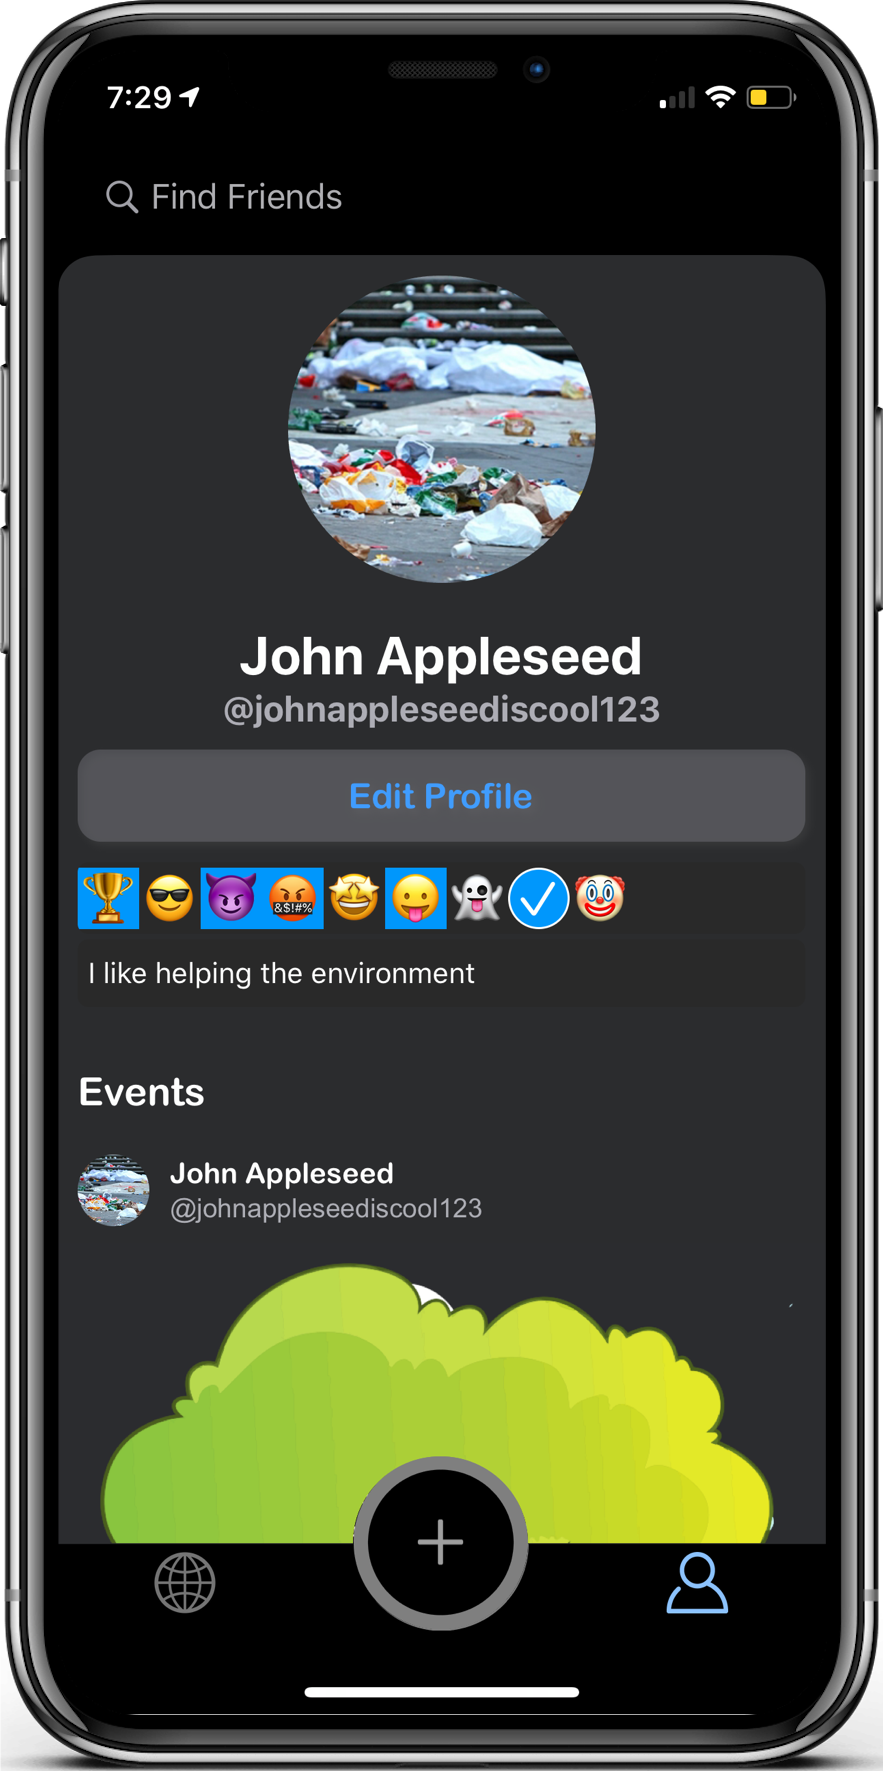 7:29
Find Friends
John Appleseed
@johnappleseediscool123
Edit Profile
🏆😎😈🤬🤩😛👻✓🤡
I like helping the environment
Events
John Appleseed
@johnappleseediscool123